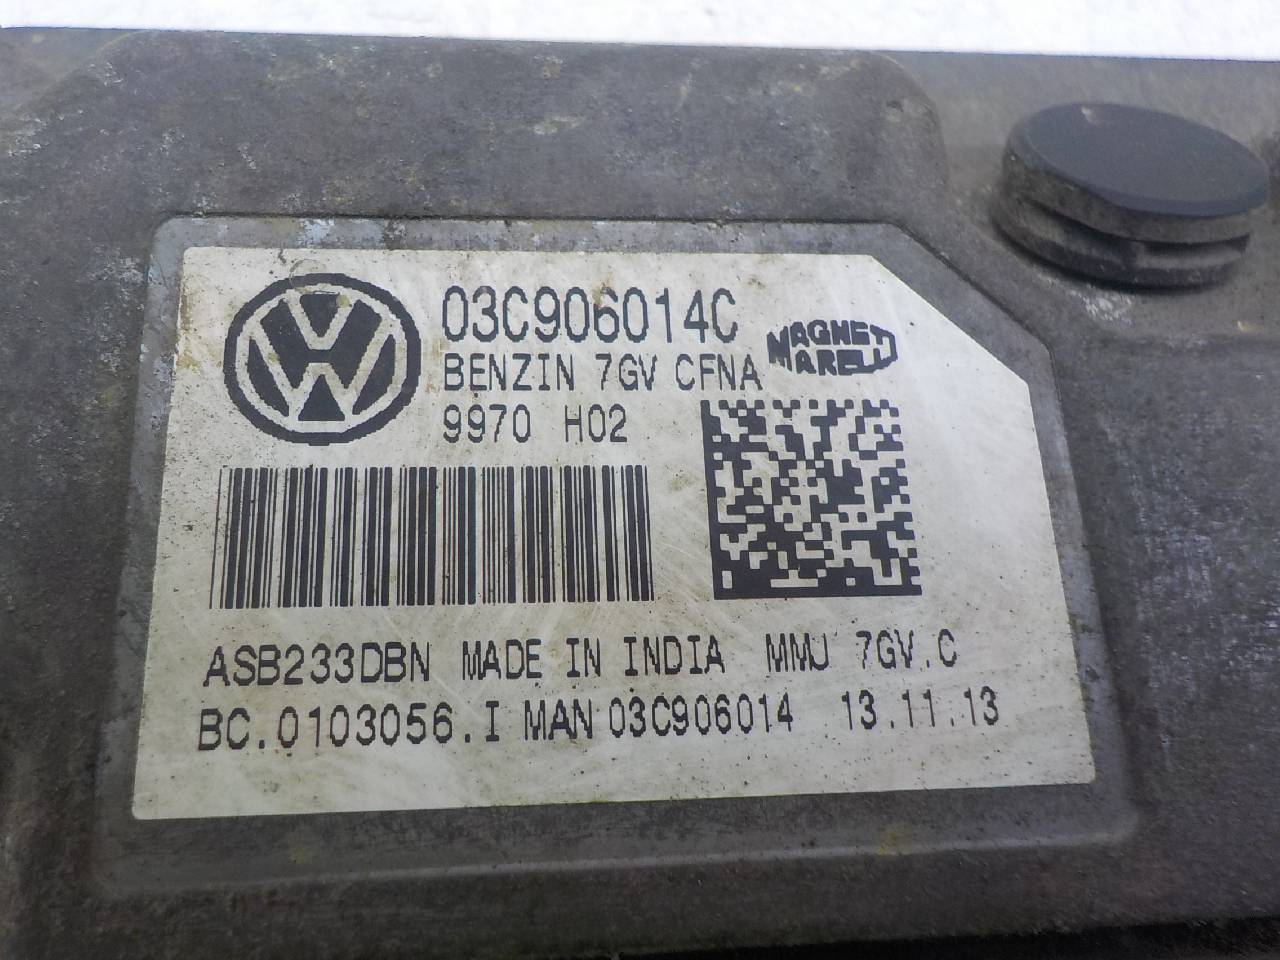 03C906014C
MAGNETI
MARELLI
BENZIN 7GV CFNA
9970 H02
ASB233DBN MADE IN INDIA MMJ 7GV.C
BC.0103056.I MAN 03C906014 13.11.13